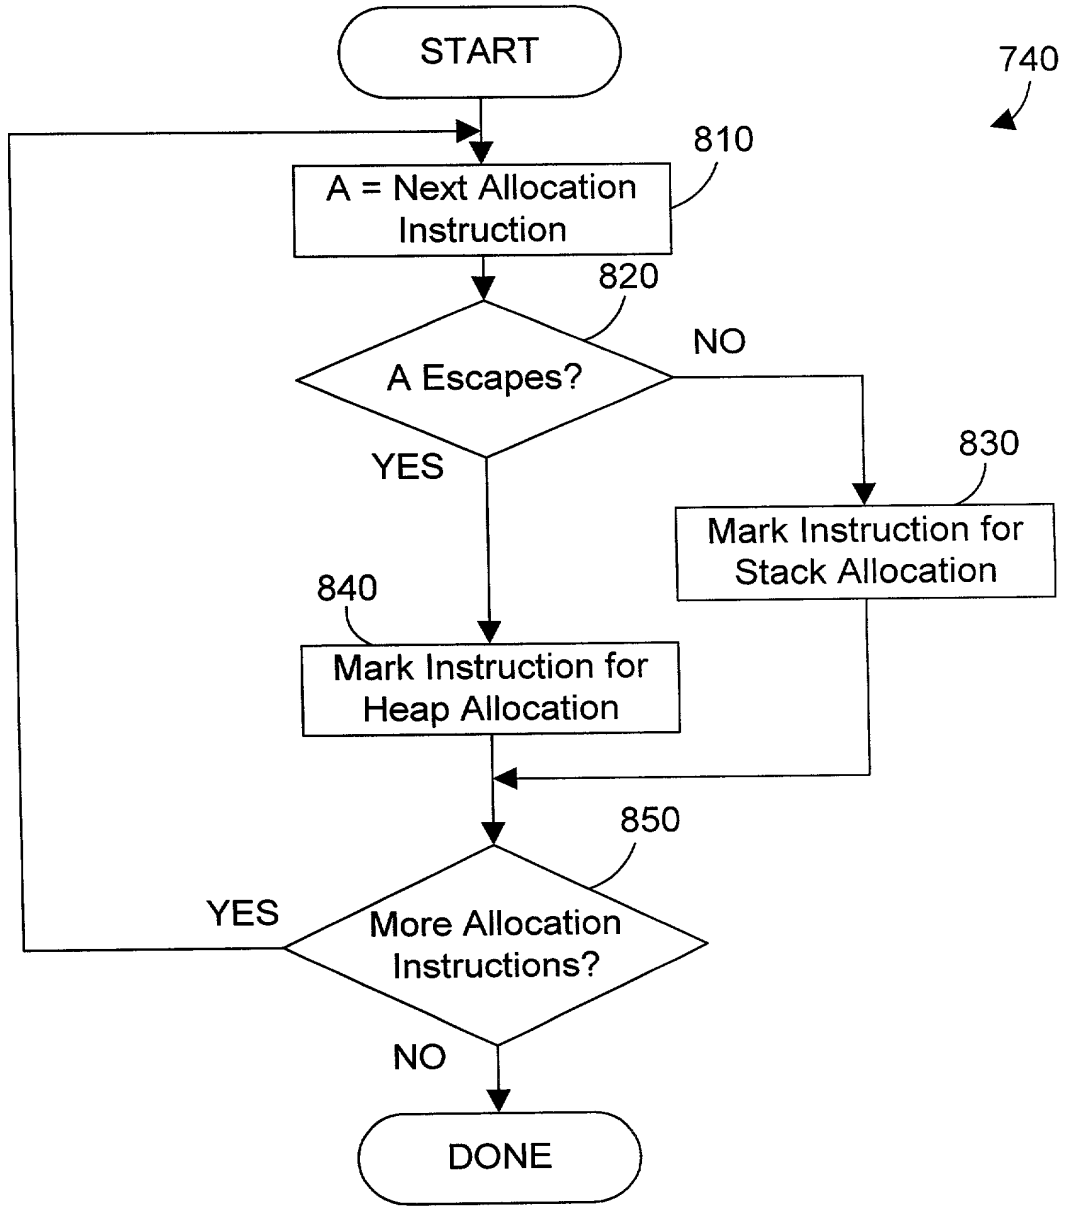 START
740
810
A = Next Allocation
Instruction
820
A Escapes?
NO
YES
830
Mark Instruction for
Stack Allocation
840
Mark Instruction for
Heap Allocation
850
More Allocation
Instructions?
YES
NO
DONE